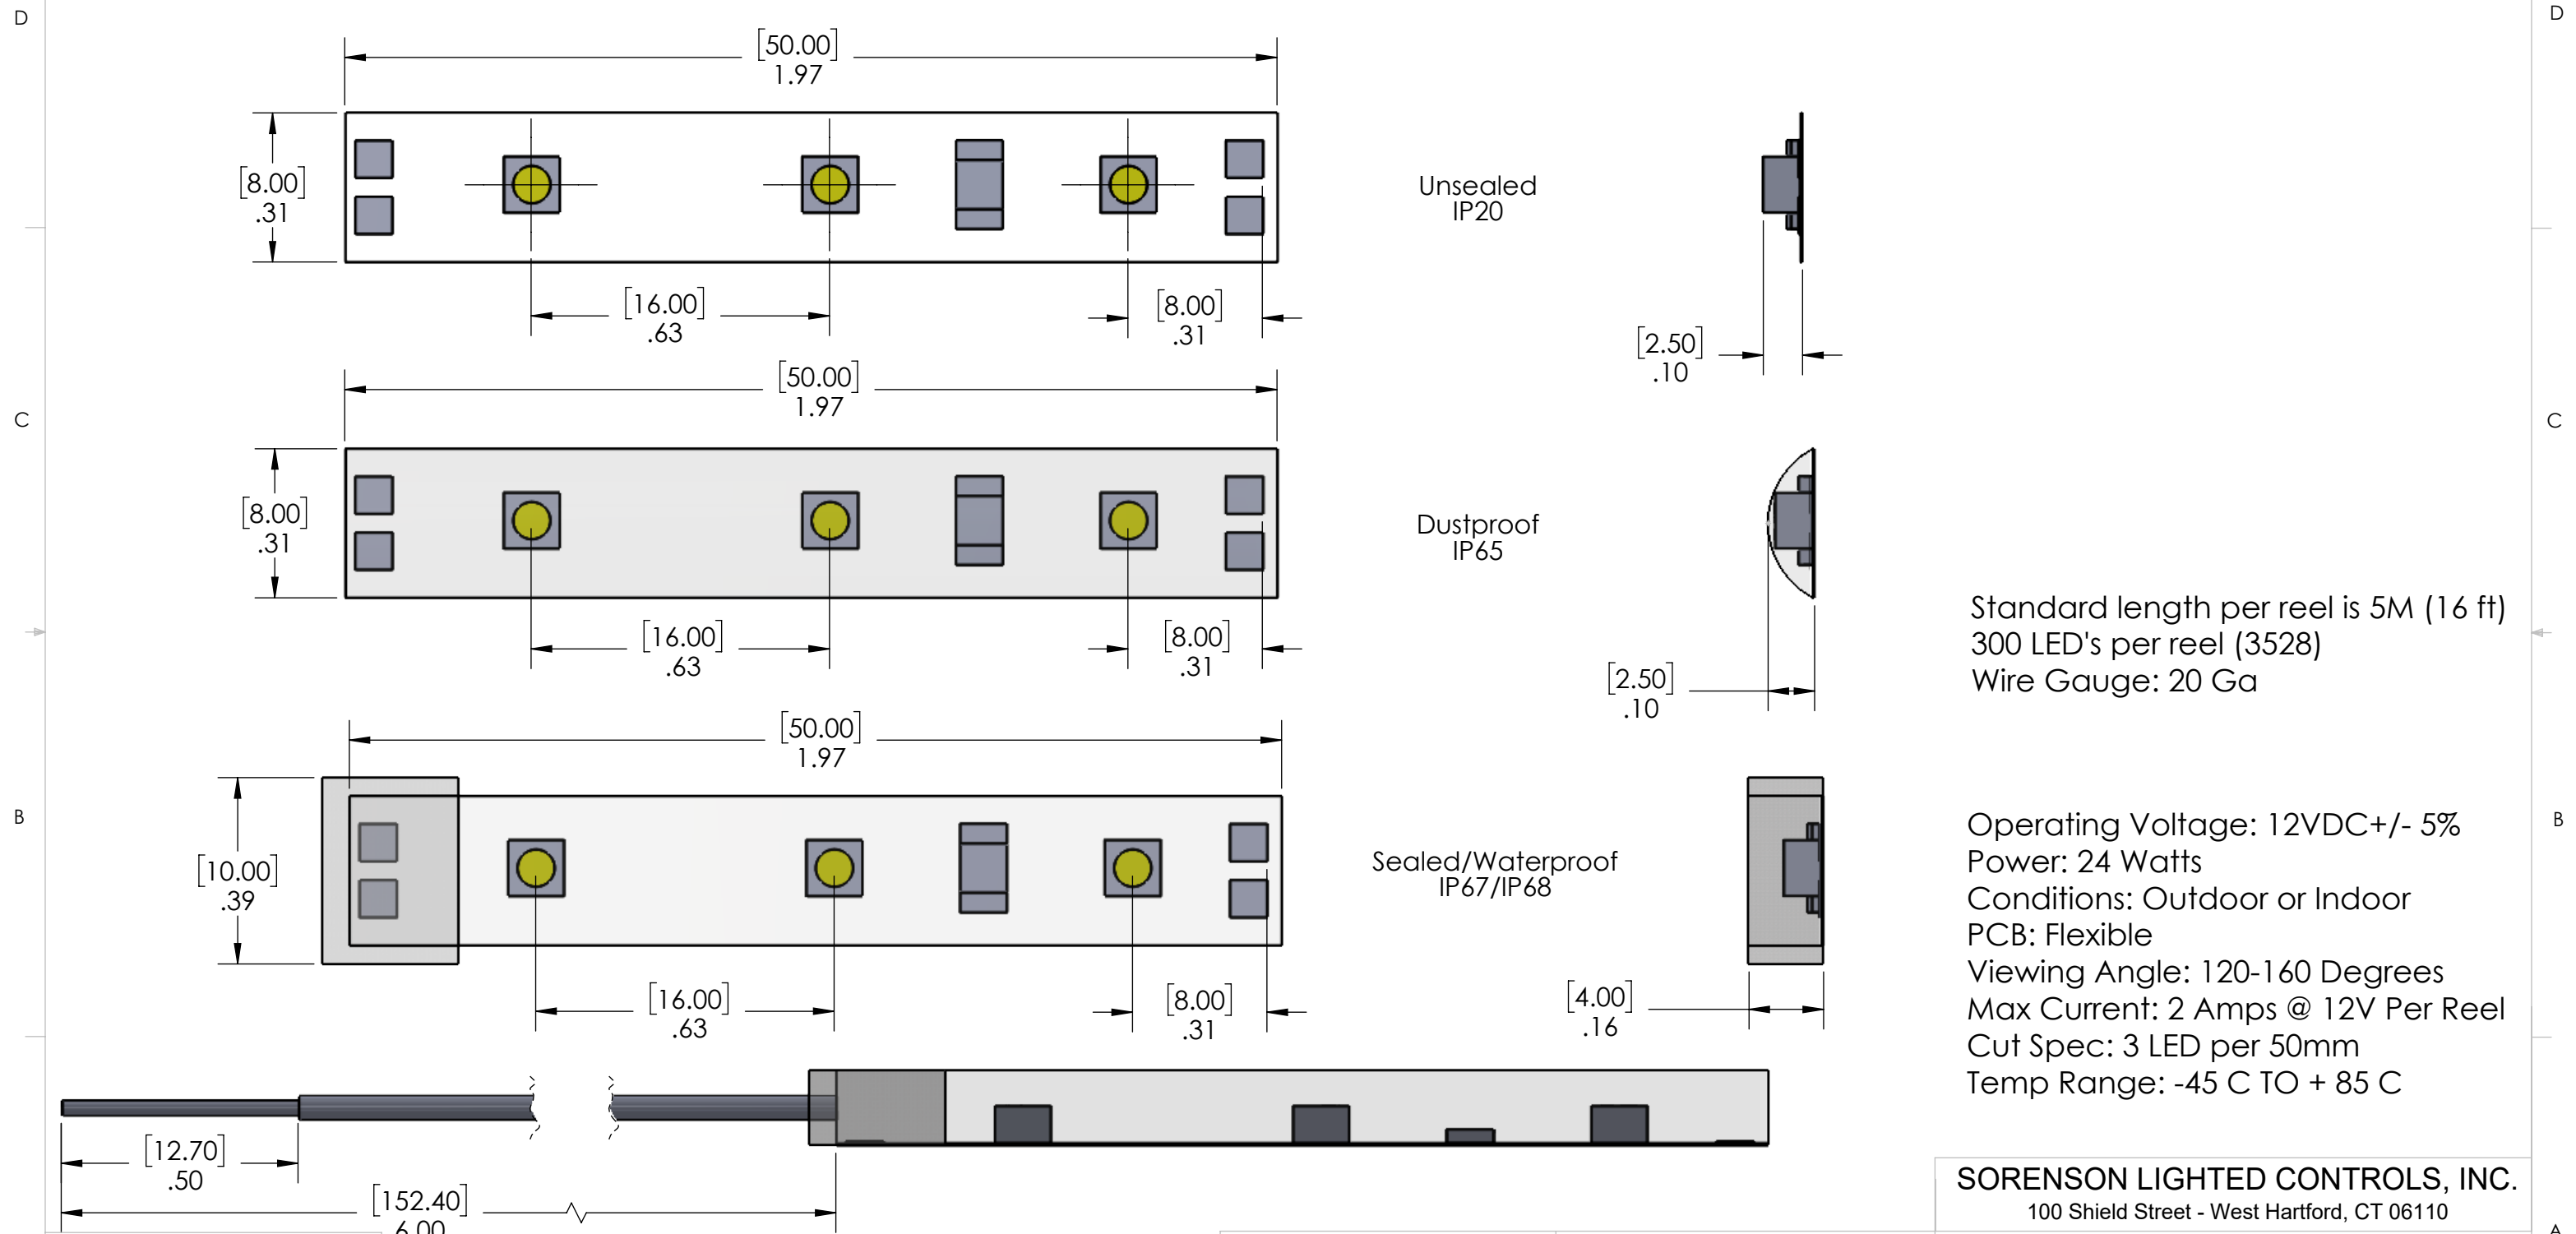 D
D
[50.00]
1.97
[8.00]
.31
Unsealed
IP20
[16.00]
.63
[8.00]
.31
[2.50]
.10
[50.00]
1.97
C
C
[8.00]
.31
Dustproof
IP65
[16.00]
.63
[8.00]
.31
[2.50]
.10
Standard length per reel is 5M (16 ft)
300 LED's per reel (3528)
Wire Gauge: 20 Ga
[50.00]
1.97
B
B
[10.00]
.39
Sealed/Waterproof
IP67/IP68
[16.00]
.63
[8.00]
.31
[4.00]
.16
Operating Voltage: 12VDC+/- 5%
Power: 24 Watts
Conditions: Outdoor or Indoor
PCB: Flexible
Viewing Angle: 120-160 Degrees
Max Current: 2 Amps @ 12V Per Reel
Cut Spec: 3 LED per 50mm
Temp Range: -45 C TO + 85 C
[12.70]
.50
[152.40]
6.00
SORENSON LIGHTED CONTROLS, INC.
100 Shield Street - West Hartford, CT 06110
A